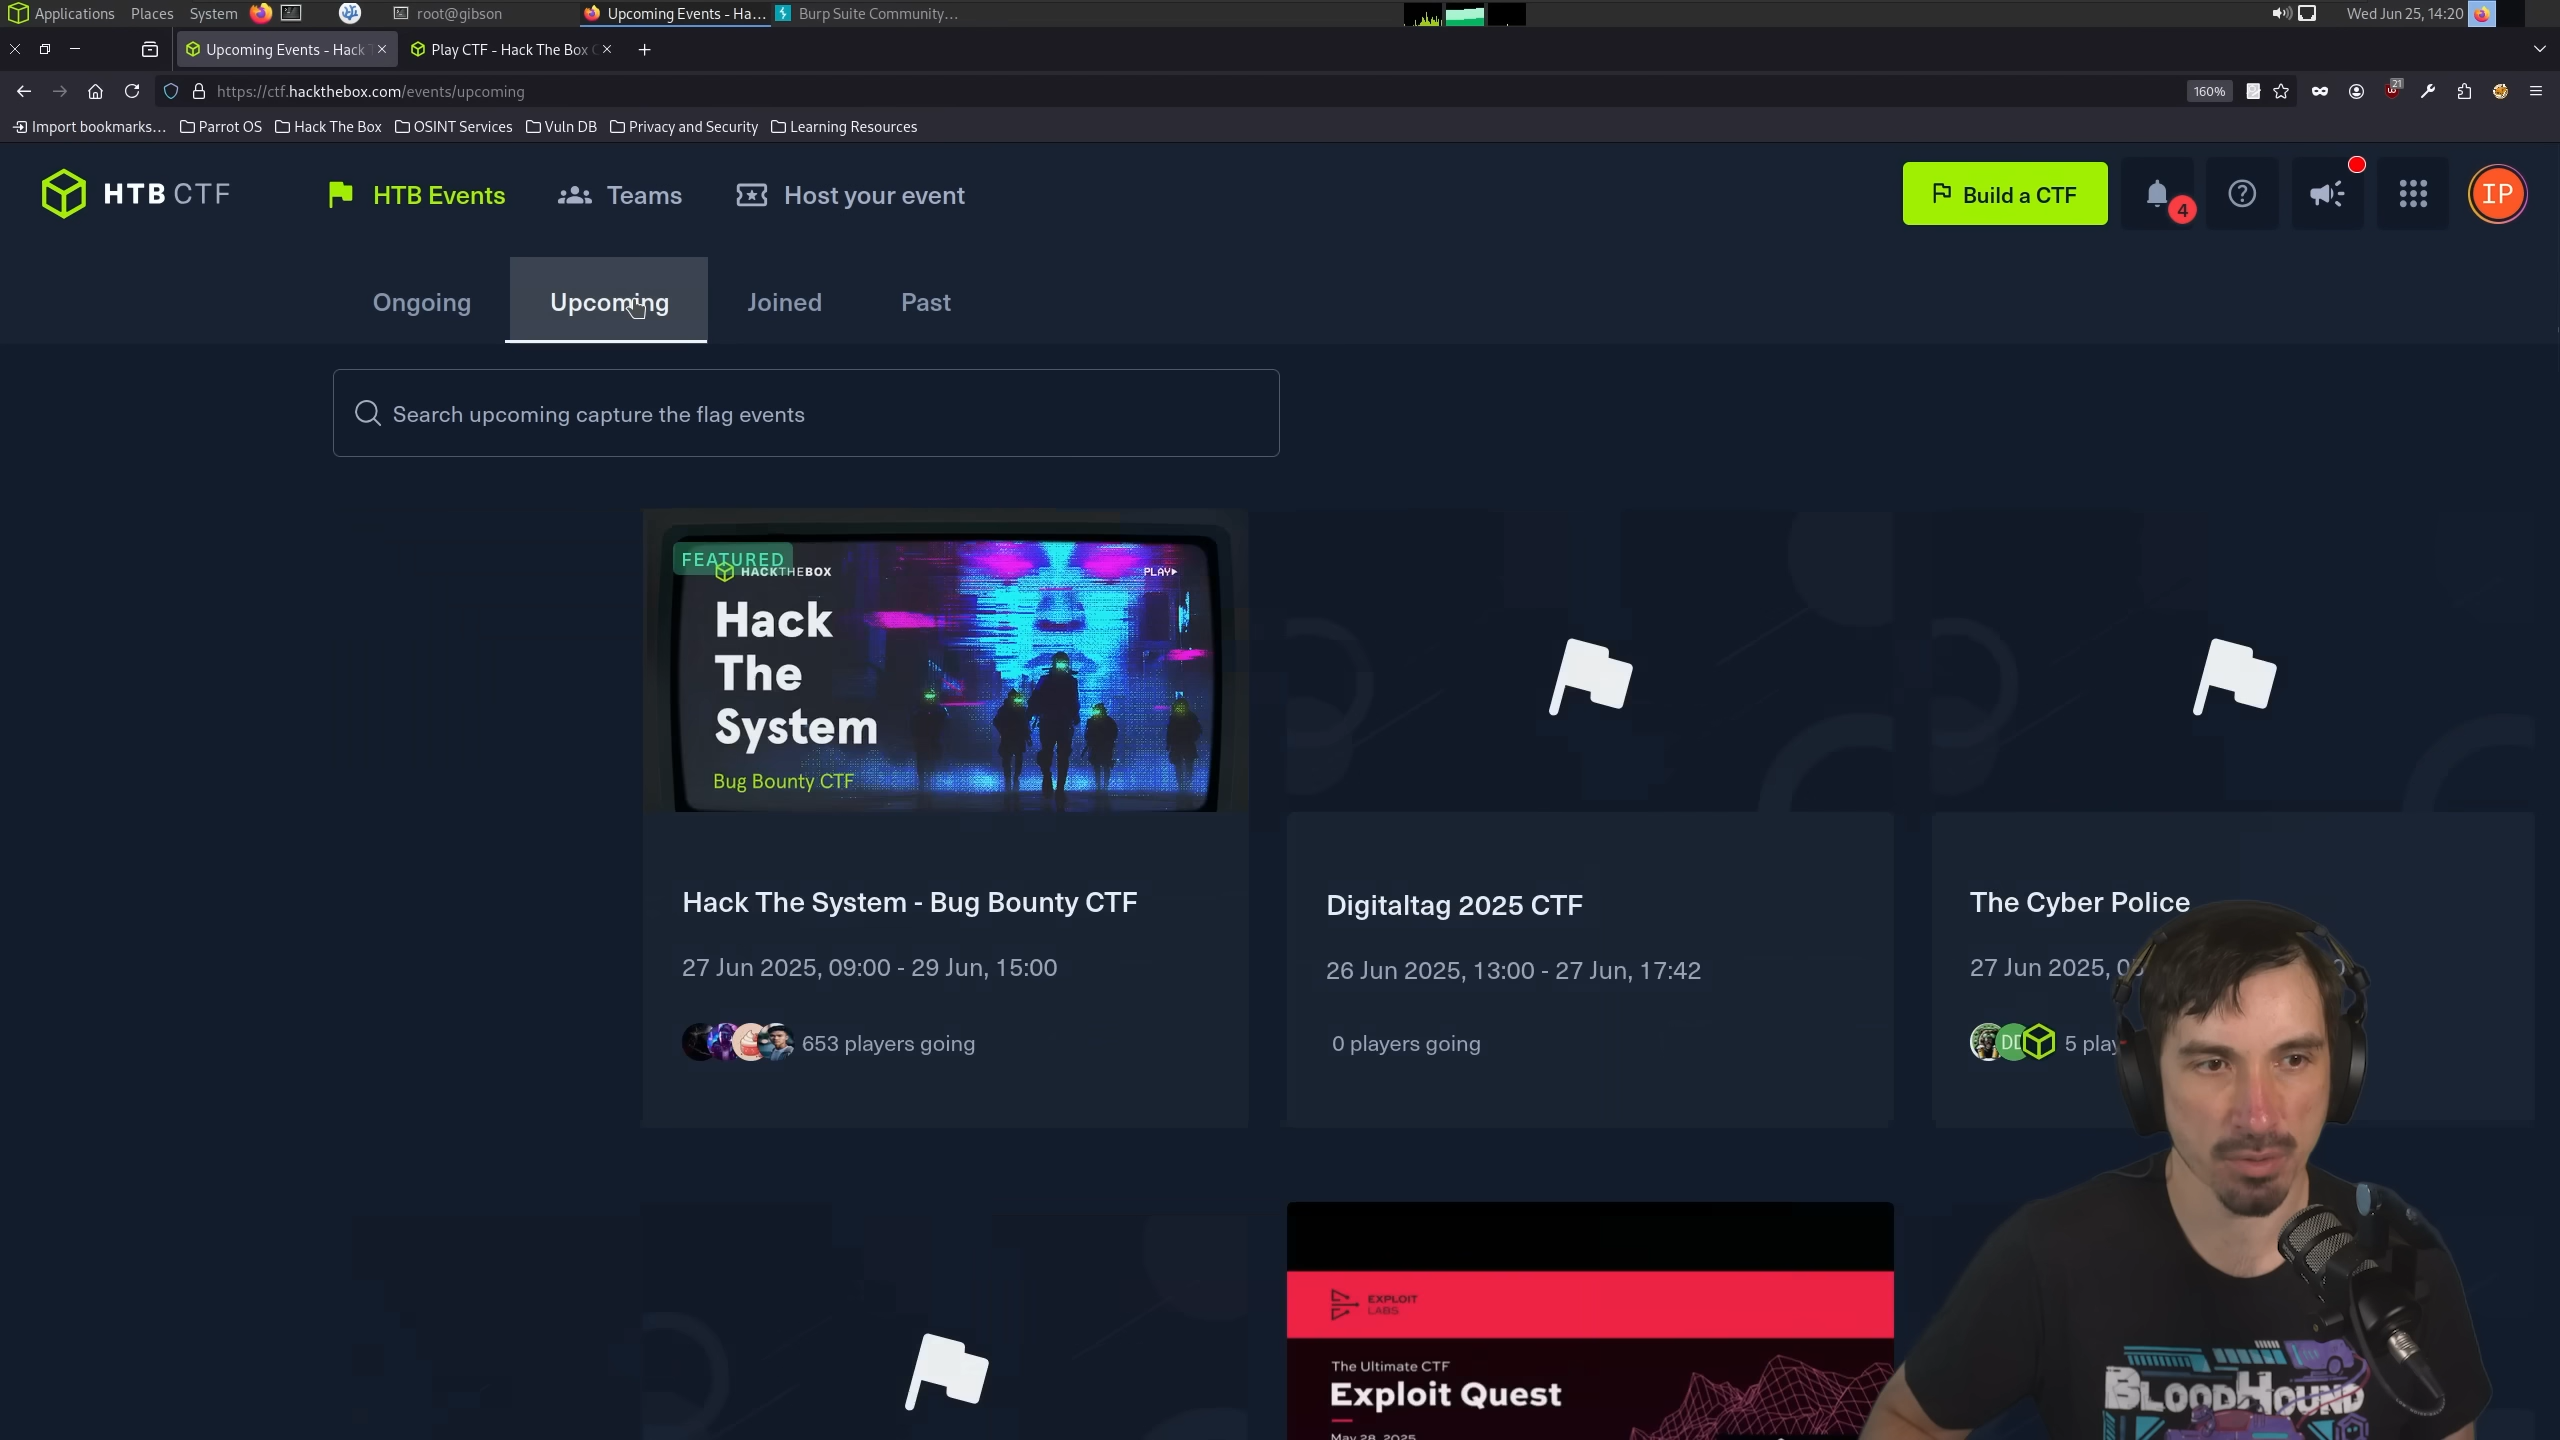 Applications Places System root@gibson Upcoming Events - Ha... Burp Suite Community... Wed Jun 25, 14:20
Upcoming Events - Hack Play CTF - Hack The Box
https://ctf.hackthebox.com/events/upcoming 160% 21
Import bookmarks... Parrot OS Hack The Box OSINT Services Vuln DB Privacy and Security Learning Resources
HTB CTF HTB Events Teams Host your event Build a CTF 4 IP
Ongoing Upcoming Joined Past
Search upcoming capture the flag events
FEATURED
HACKTHEBOX PLAY
Hack
The
System
Bug Bounty CTF
Hack The System - Bug Bounty CTF
27 Jun 2025, 09:00 - 29 Jun, 15:00
653 players going
Digitaltag 2025 CTF
26 Jun 2025, 13:00 - 27 Jun, 17:42
0 players going
The Cyber Police
27 Jun 2025,
DD 5
EXPLOIT
LABS
The Ultimate CTF
Exploit Quest
May 28, 2025
BLOODHOUND